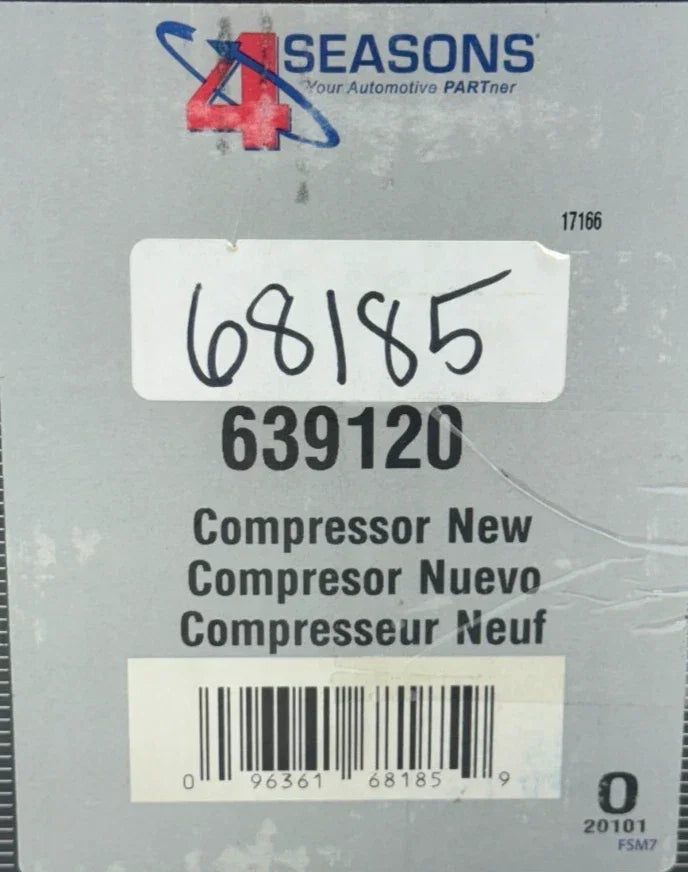 4 SEASONS
Your Automotive PARTner
17166
68185
639120
Compressor New
Compresor Nuevo
Compresseur Neuf
0 96361 68185 9
0
20101
FSM7